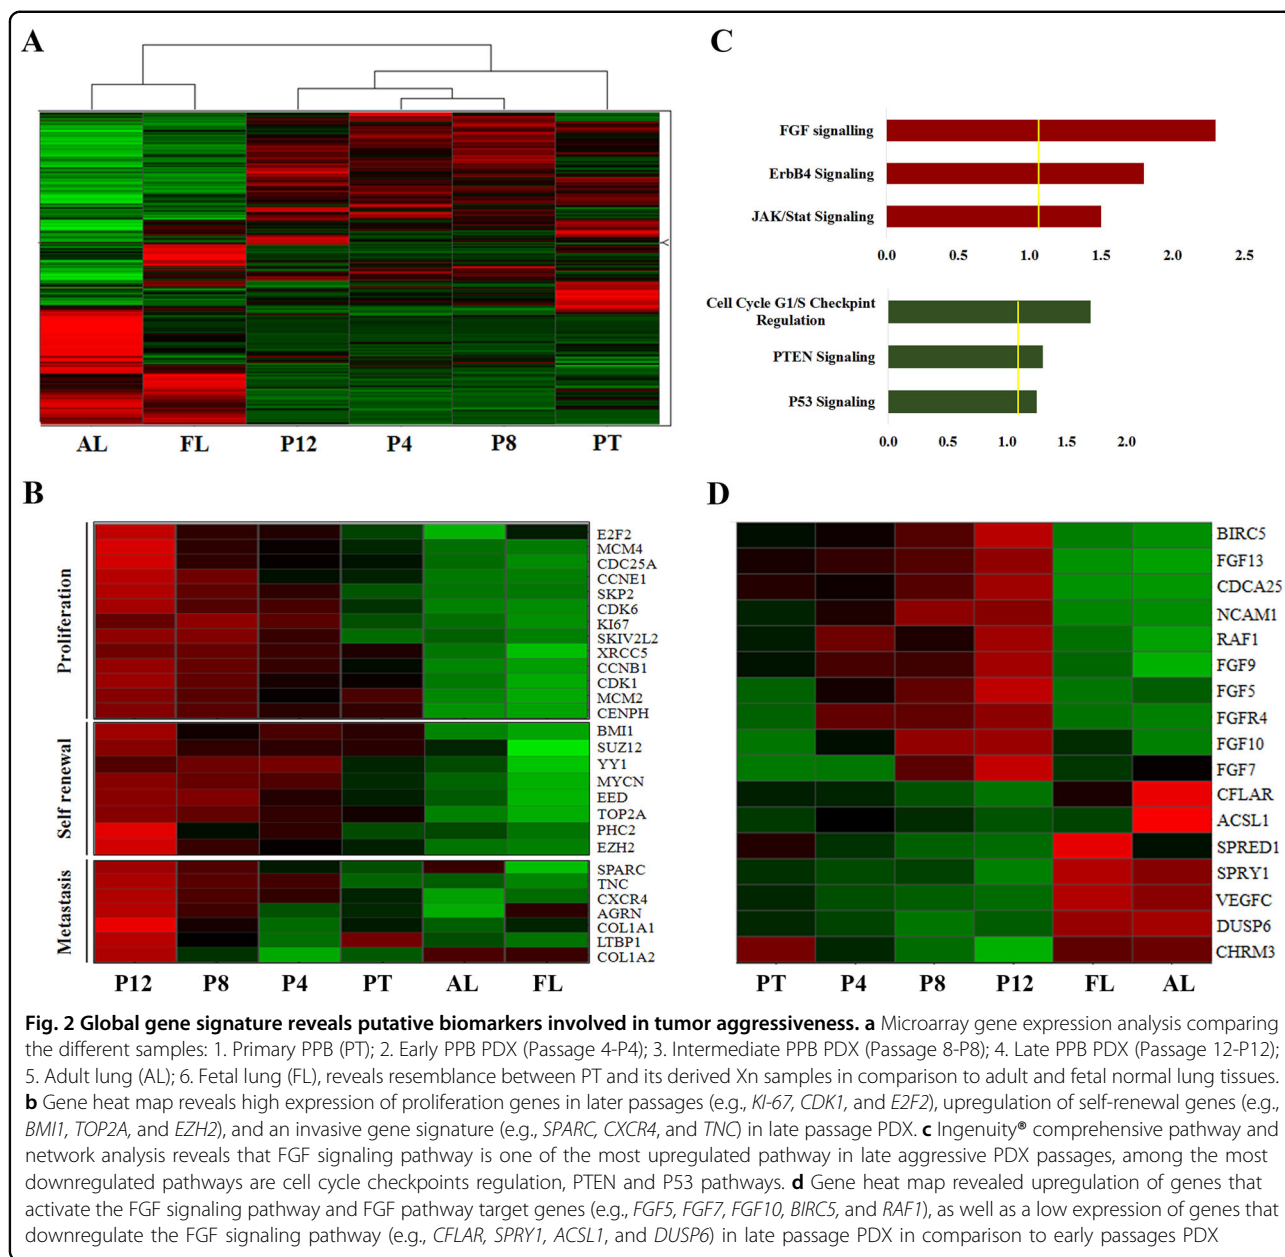 A
AL FL P12 P4 P8 PT
C
FGF signalling
ErbB4 Signaling
JAK/Stat Signaling
0.0 0.5 1.0 1.5 2.0 2.5
Cell Cycle G1/S Checkpint
Regulation
PTEN Signaling
P53 Signaling
0.0 0.5 1.0 1.5 2.0
B
Proliferation
E2F2
MCM4
CDC25A
CCNE1
SKP2
CDK6
KI67
SKIV2L2
XRCC5
CCNB1
CDK1
MCM2
CENPH
Self renewal
BMI1
SUZ12
YY1
MYCN
EED
TOP2A
PHC2
EZH2
Metastasis
SPARC
TNC
CXCR4
AGRN
COL1A1
LTBP1
COL1A2
P12 P8 P4 PT AL FL
D
BIRC5
FGF13
CDCA25
NCAM1
RAF1
FGF9
FGF5
FGFR4
FGF10
FGF7
CFLAR
ACSL1
SPRED1
SPRY1
VEGFC
DUSP6
CHRM3
PT P4 P8 P12 FL AL
Fig. 2 Global gene signature reveals putative biomarkers involved in tumor aggressiveness. a Microarray gene expression analysis comparing
the different samples: 1. Primary PPB (PT); 2. Early PPB PDX (Passage 4-P4); 3. Intermediate PPB PDX (Passage 8-P8); 4. Late PPB PDX (Passage 12-P12);
5. Adult lung (AL); 6. Fetal lung (FL), reveals resemblance between PT and its derived Xn samples in comparison to adult and fetal normal lung tissues.
b Gene heat map reveals high expression of proliferation genes in later passages (e.g., KI-67, CDK1, and E2F2), upregulation of self-renewal genes (e.g.,
BMI1, TOP2A, and EZH2), and an invasive gene signature (e.g., SPARC, CXCR4, and TNC) in late passage PDX. c Ingenuity® comprehensive pathway and
network analysis reveals that FGF signaling pathway is one of the most upregulated pathway in late aggressive PDX passages, among the most
downregulated pathways are cell cycle checkpoints regulation, PTEN and P53 pathways. d Gene heat map revealed upregulation of genes that
activate the FGF signaling pathway and FGF pathway target genes (e.g., FGF5, FGF7, FGF10, BIRC5, and RAF1), as well as a low expression of genes that
downregulate the FGF signaling pathway (e.g., CFLAR, SPRY1, ACSL1, and DUSP6) in late passage PDX in comparison to early passages PDX